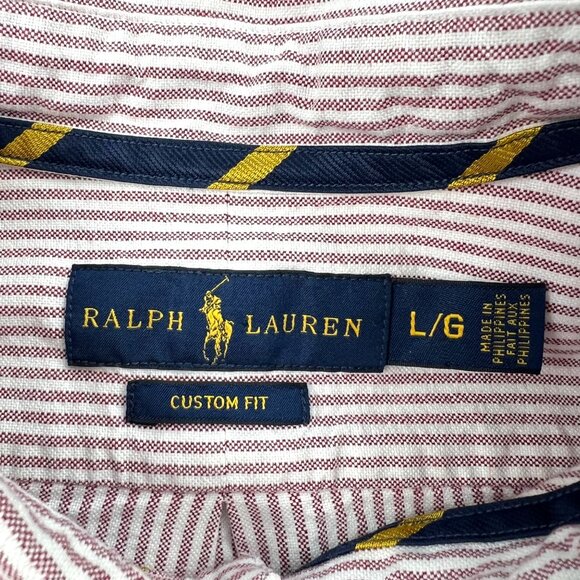 RALPH LAUREN
L/G
MADE IN
PHILIPPINES
FAIT AUX
PHILIPPINES
CUSTOM FIT